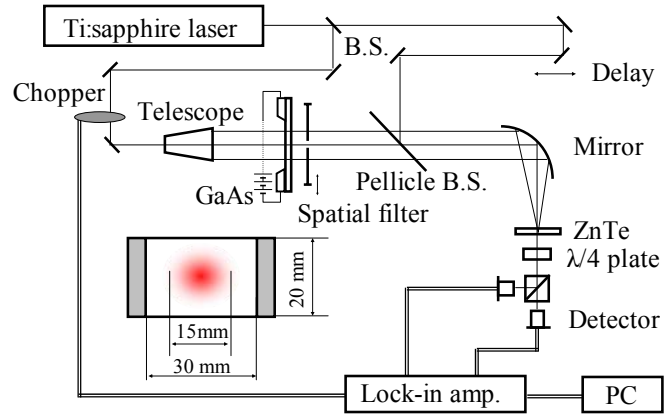 Ti:sapphire laser
B.S.
Delay
Chopper
Telescope
Mirror
GaAs
Pellicle B.S.
Spatial filter
ZnTe
λ/4 plate
20 mm
15mm
30 mm
Detector
Lock-in amp.
PC